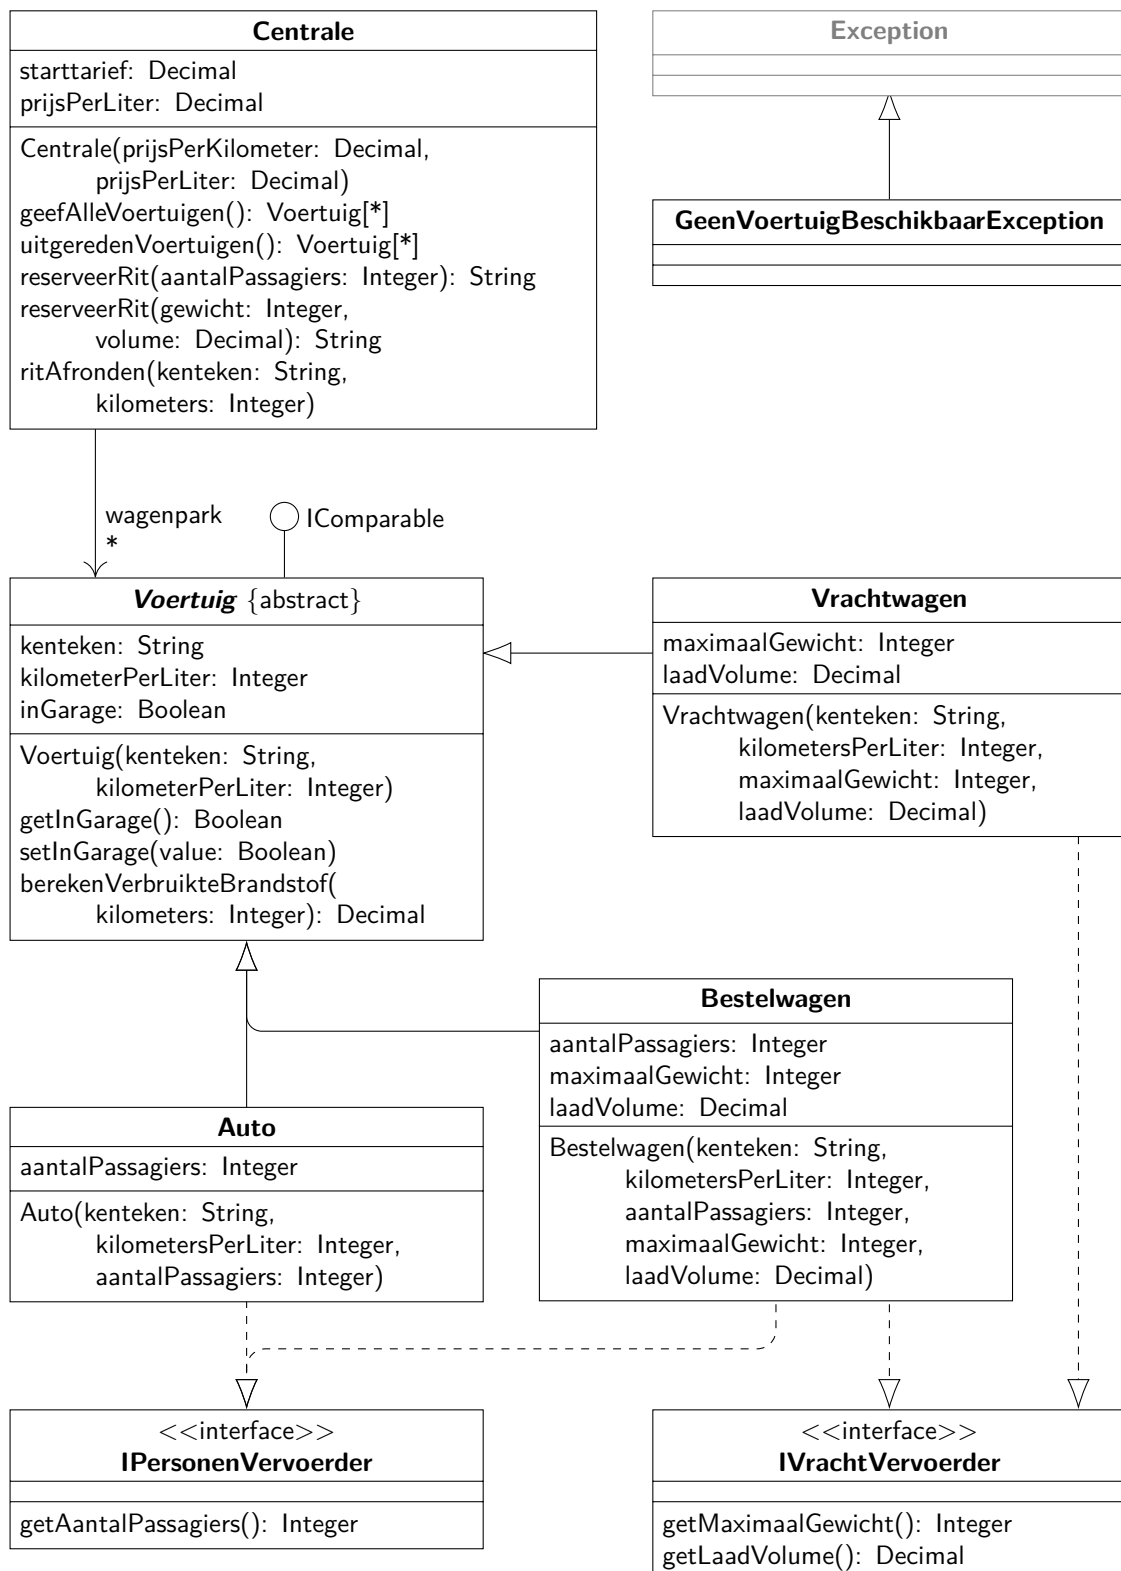 Centrale
starttarief: Decimal
prijsPerLiter: Decimal
Centrale(prijsPerKilometer: Decimal,
prijsPerLiter: Decimal)
geefAlleVoertuigen(): Voertuig[*]
uitgeredenVoertuigen(): Voertuig[*]
reserveerRit(aantalPassagiers: Integer): String
reserveerRit(gewicht: Integer,
volume: Decimal): String
ritAfronden(kenteken: String,
kilometers: Integer)
Exception
GeenVoertuigBeschikbaarException
wagenpark
*
IComparable
Voertuig {abstract}
kenteken: String
kilometerPerLiter: Integer
inGarage: Boolean
Voertuig(kenteken: String,
kilometerPerLiter: Integer)
getInGarage(): Boolean
setInGarage(value: Boolean)
berekenVerbruikteBrandstof(
kilometers: Integer): Decimal
Vrachtwagen
maximaalGewicht: Integer
laadVolume: Decimal
Vrachtwagen(kenteken: String,
kilometersPerLiter: Integer,
maximaalGewicht: Integer,
laadVolume: Decimal)
Bestelwagen
aantalPassagiers: Integer
maximaalGewicht: Integer
laadVolume: Decimal
Bestelwagen(kenteken: String,
kilometersPerLiter: Integer,
aantalPassagiers: Integer,
maximaalGewicht: Integer,
laadVolume: Decimal)
Auto
aantalPassagiers: Integer
Auto(kenteken: String,
kilometersPerLiter: Integer,
aantalPassagiers: Integer)
<<interface>>
IPersonenVervoerder
getAantalPassagiers(): Integer
<<interface>>
IVrachtVervoerder
getMaximaalGewicht(): Integer
getLaadVolume(): Decimal